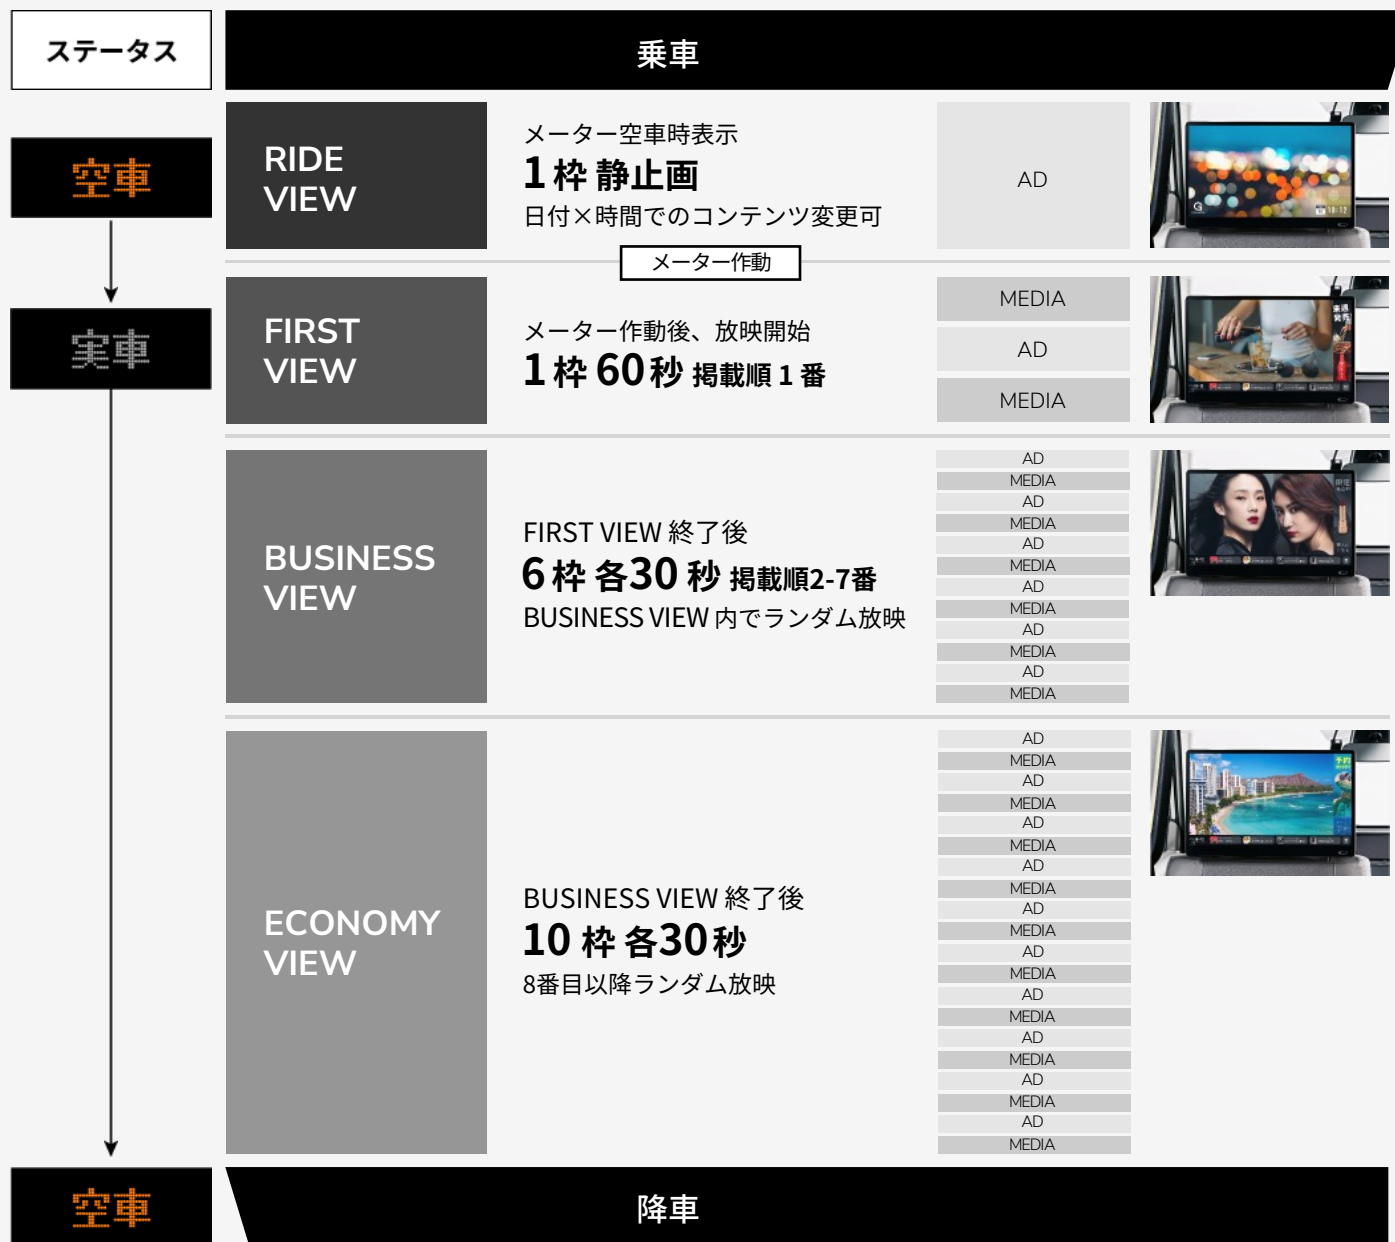 ステータス
乗車
空車
RIDE
VIEW
メーター空車時表示
1枠 静止画
日付×時間でのコンテンツ変更可
AD
18:12
メーター作動
実車
FIRST
VIEW
メーター作動後、放映開始
1枠 60秒 掲載順 1 番
MEDIA
AD
MEDIA
BUSINESS
VIEW
FIRST VIEW 終了後
6枠 各30 秒 掲載順2-7番
BUSINESS VIEW 内でランダム放映
AD
MEDIA
AD
MEDIA
AD
MEDIA
AD
MEDIA
AD
MEDIA
AD
MEDIA
限定
ECONOMY
VIEW
BUSINESS VIEW 終了後
10 枠 各30秒
8番目以降ランダム放映
AD
MEDIA
AD
MEDIA
AD
MEDIA
AD
MEDIA
AD
MEDIA
AD
MEDIA
AD
MEDIA
AD
MEDIA
AD
MEDIA
AD
MEDIA
予約
空車
降車